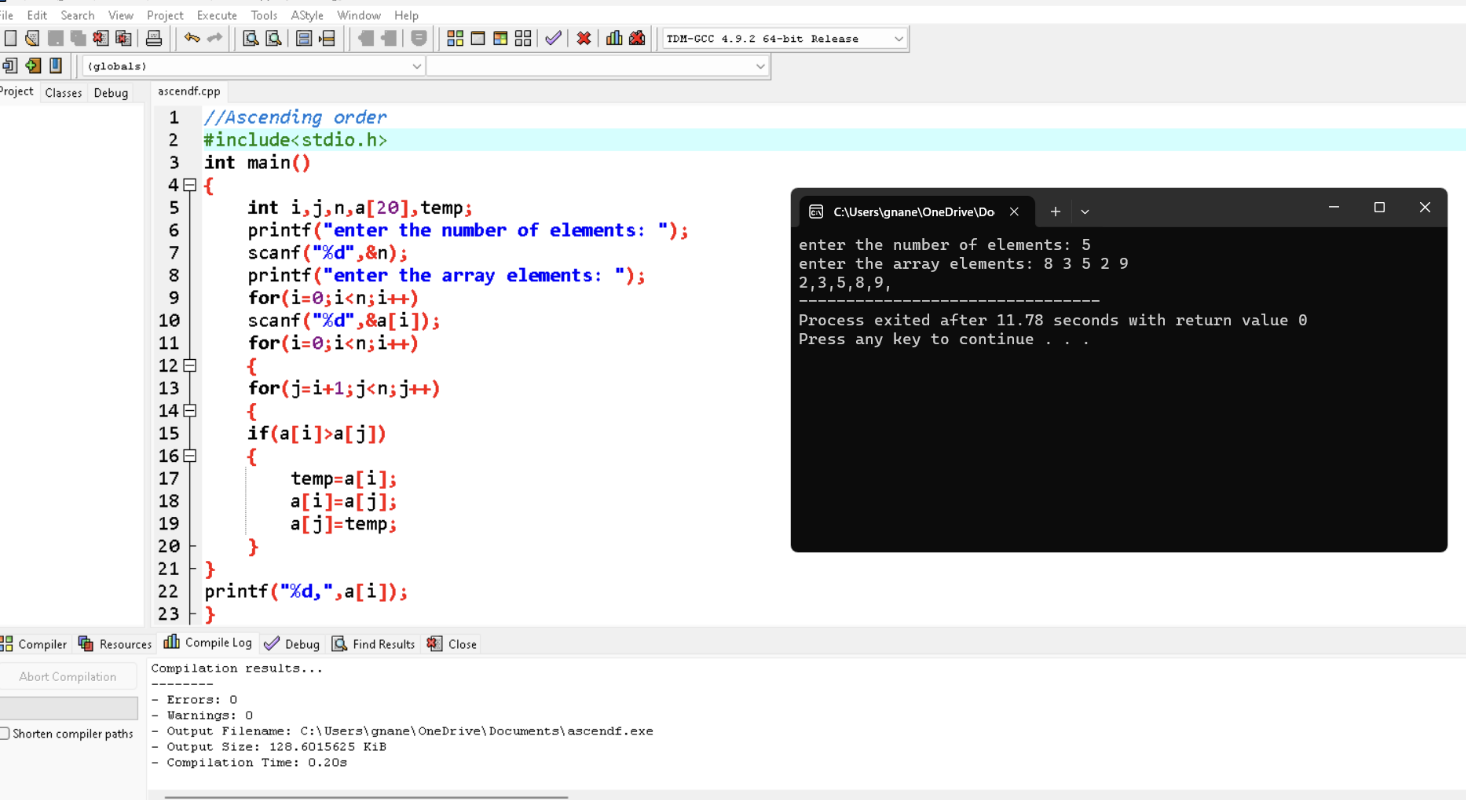 File Edit Search View Project Execute Tools AStyle Window Help
TDM-GCC 4.9.2 64-bit Release
(globals)
Project Classes Debug
ascendf.cpp
1 //Ascending order
2 #include<stdio.h>
3 int main()
4 {
5 int i,j,n,a[20],temp;
6 printf("enter the number of elements: ");
7 scanf("%d",&n);
8 printf("enter the array elements: ");
9 for(i=0;i<n;i++)
10 scanf("%d",&a[i]);
11 for(i=0;i<n;i++)
12 {
13 for(j=i+1;j<n;j++)
14 {
15 if(a[i]>a[j])
16 {
17 temp=a[i];
18 a[i]=a[j];
19 a[j]=temp;
20 }
21 }
22 printf("%d,",a[i]);
23 }
C:\Users\gnane\OneDrive\Do
enter the number of elements: 5
enter the array elements: 8 3 5 2 9
2,3,5,8,9,
--------------------------------
Process exited after 11.78 seconds with return value 0
Press any key to continue . . .
Compiler Resources Compile Log Debug Find Results Close
Abort Compilation
Shorten compiler paths
Compilation results...
--------
- Errors: 0
- Warnings: 0
- Output Filename: C:\Users\gnane\OneDrive\Documents\ascendf.exe
- Output Size: 128.6015625 KiB
- Compilation Time: 0.20s